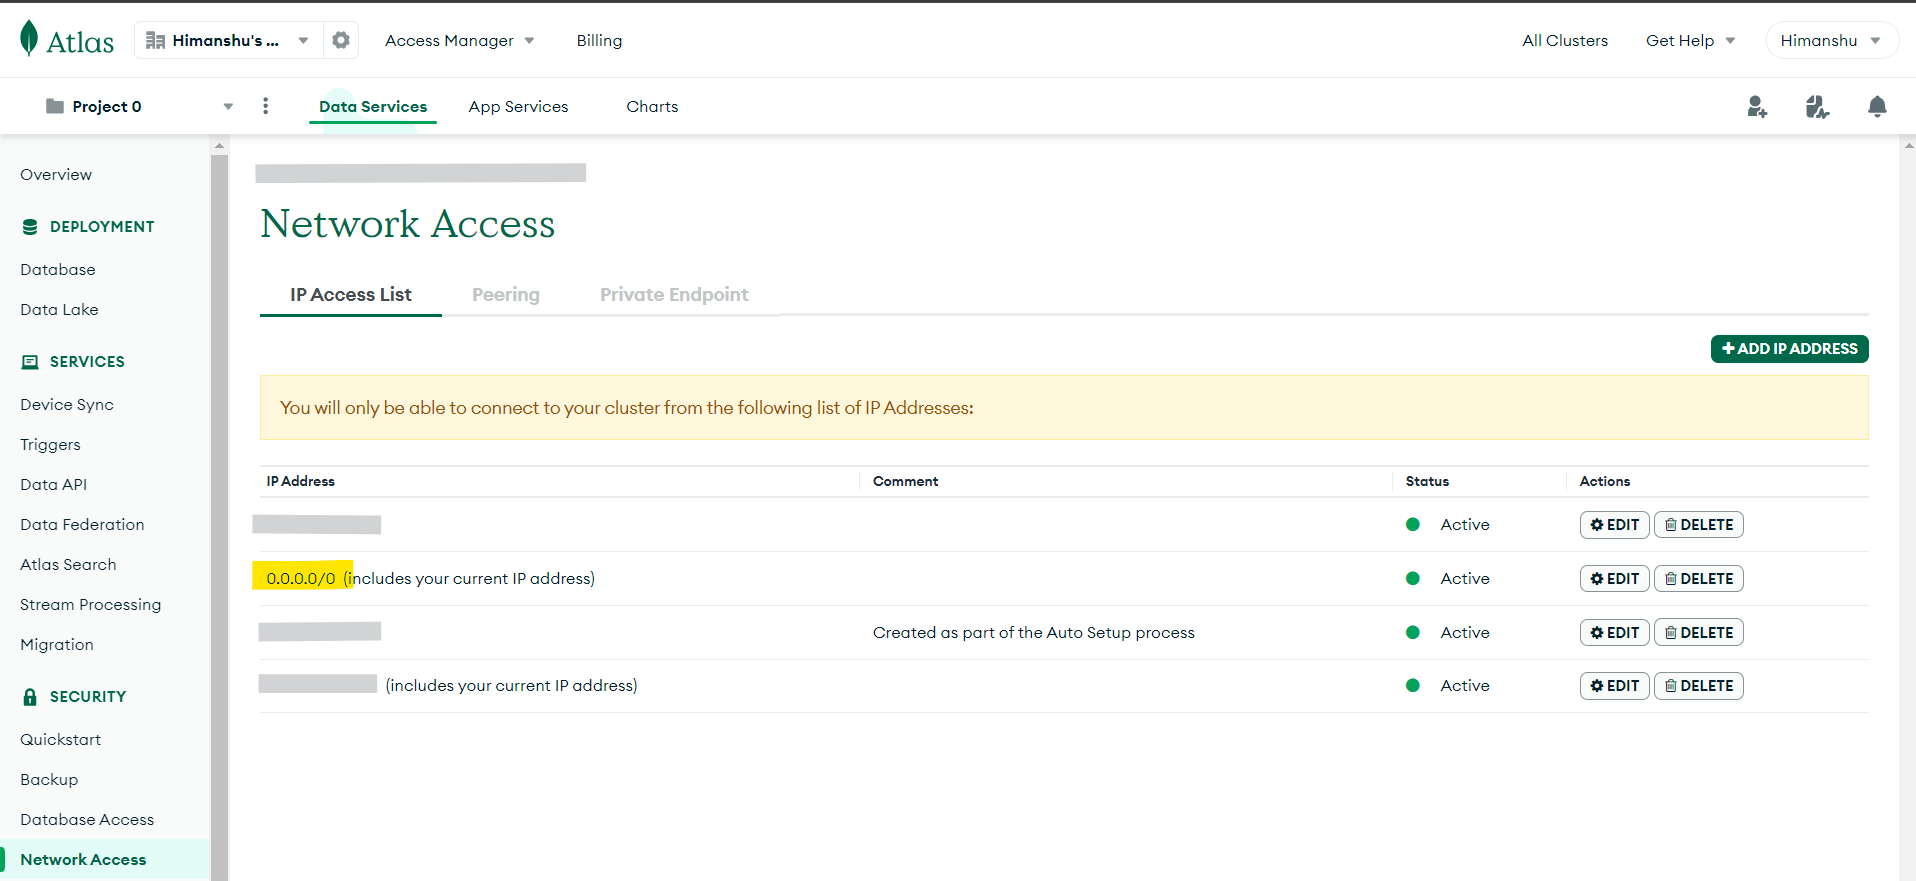 Atlas Himanshu's ... Access Manager Billing All Clusters Get Help Himanshu
Project 0 Data Services App Services Charts
Overview
DEPLOYMENT
Database
Data Lake
SERVICES
Device Sync
Triggers
Data API
Data Federation
Atlas Search
Stream Processing
Migration
SECURITY
Quickstart
Backup
Database Access
Network Access
Network Access
IP Access List Peering Private Endpoint
+ ADD IP ADDRESS
You will only be able to connect to your cluster from the following list of IP Addresses:
IP Address Comment Status Actions
Active EDIT DELETE
0.0.0.0/0 (includes your current IP address) Active EDIT DELETE
Created as part of the Auto Setup process Active EDIT DELETE
(includes your current IP address) Active EDIT DELETE